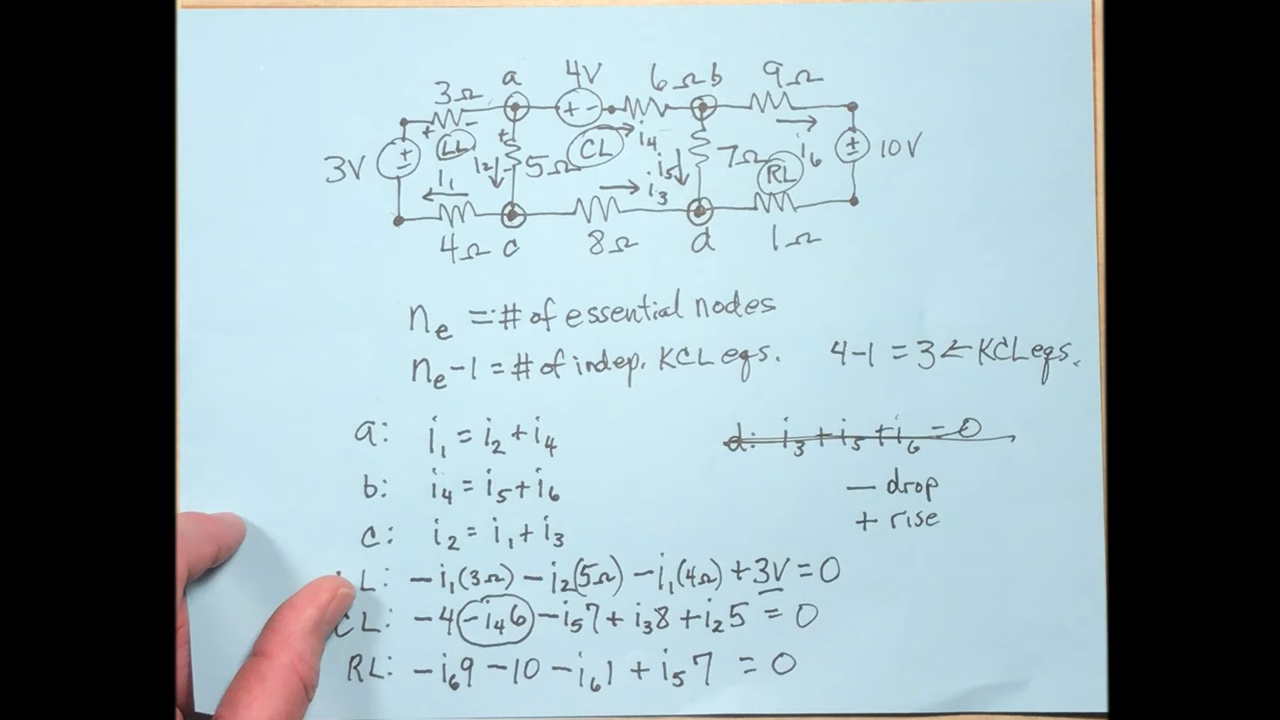 a 4V 6Ω b 9Ω
3Ω
+ - + - i₄ ±
3V ± LL i₂ + 5Ω CL 7Ω i₆ 10V
i₁ i₅ RL
i₃
4Ω c 8Ω d 1Ω
nₑ = # of essential nodes
nₑ-1 = # of indep. KCL eqs. 4-1 = 3 ← KCL eqs.
a: i₁ = i₂ + i₄ d: i₃ + i₅ + i₆ = 0
b: i₄ = i₅ + i₆ — drop
+ rise
c: i₂ = i₁ + i₃
L: -i₁(3Ω) - i₂(5Ω) - i₁(4Ω) + 3V = 0
CL: -4 -i₄6 -i₅7 + i₃8 + i₂5 = 0
RL: -i₆9 -10 -i₆1 + i₅7 = 0